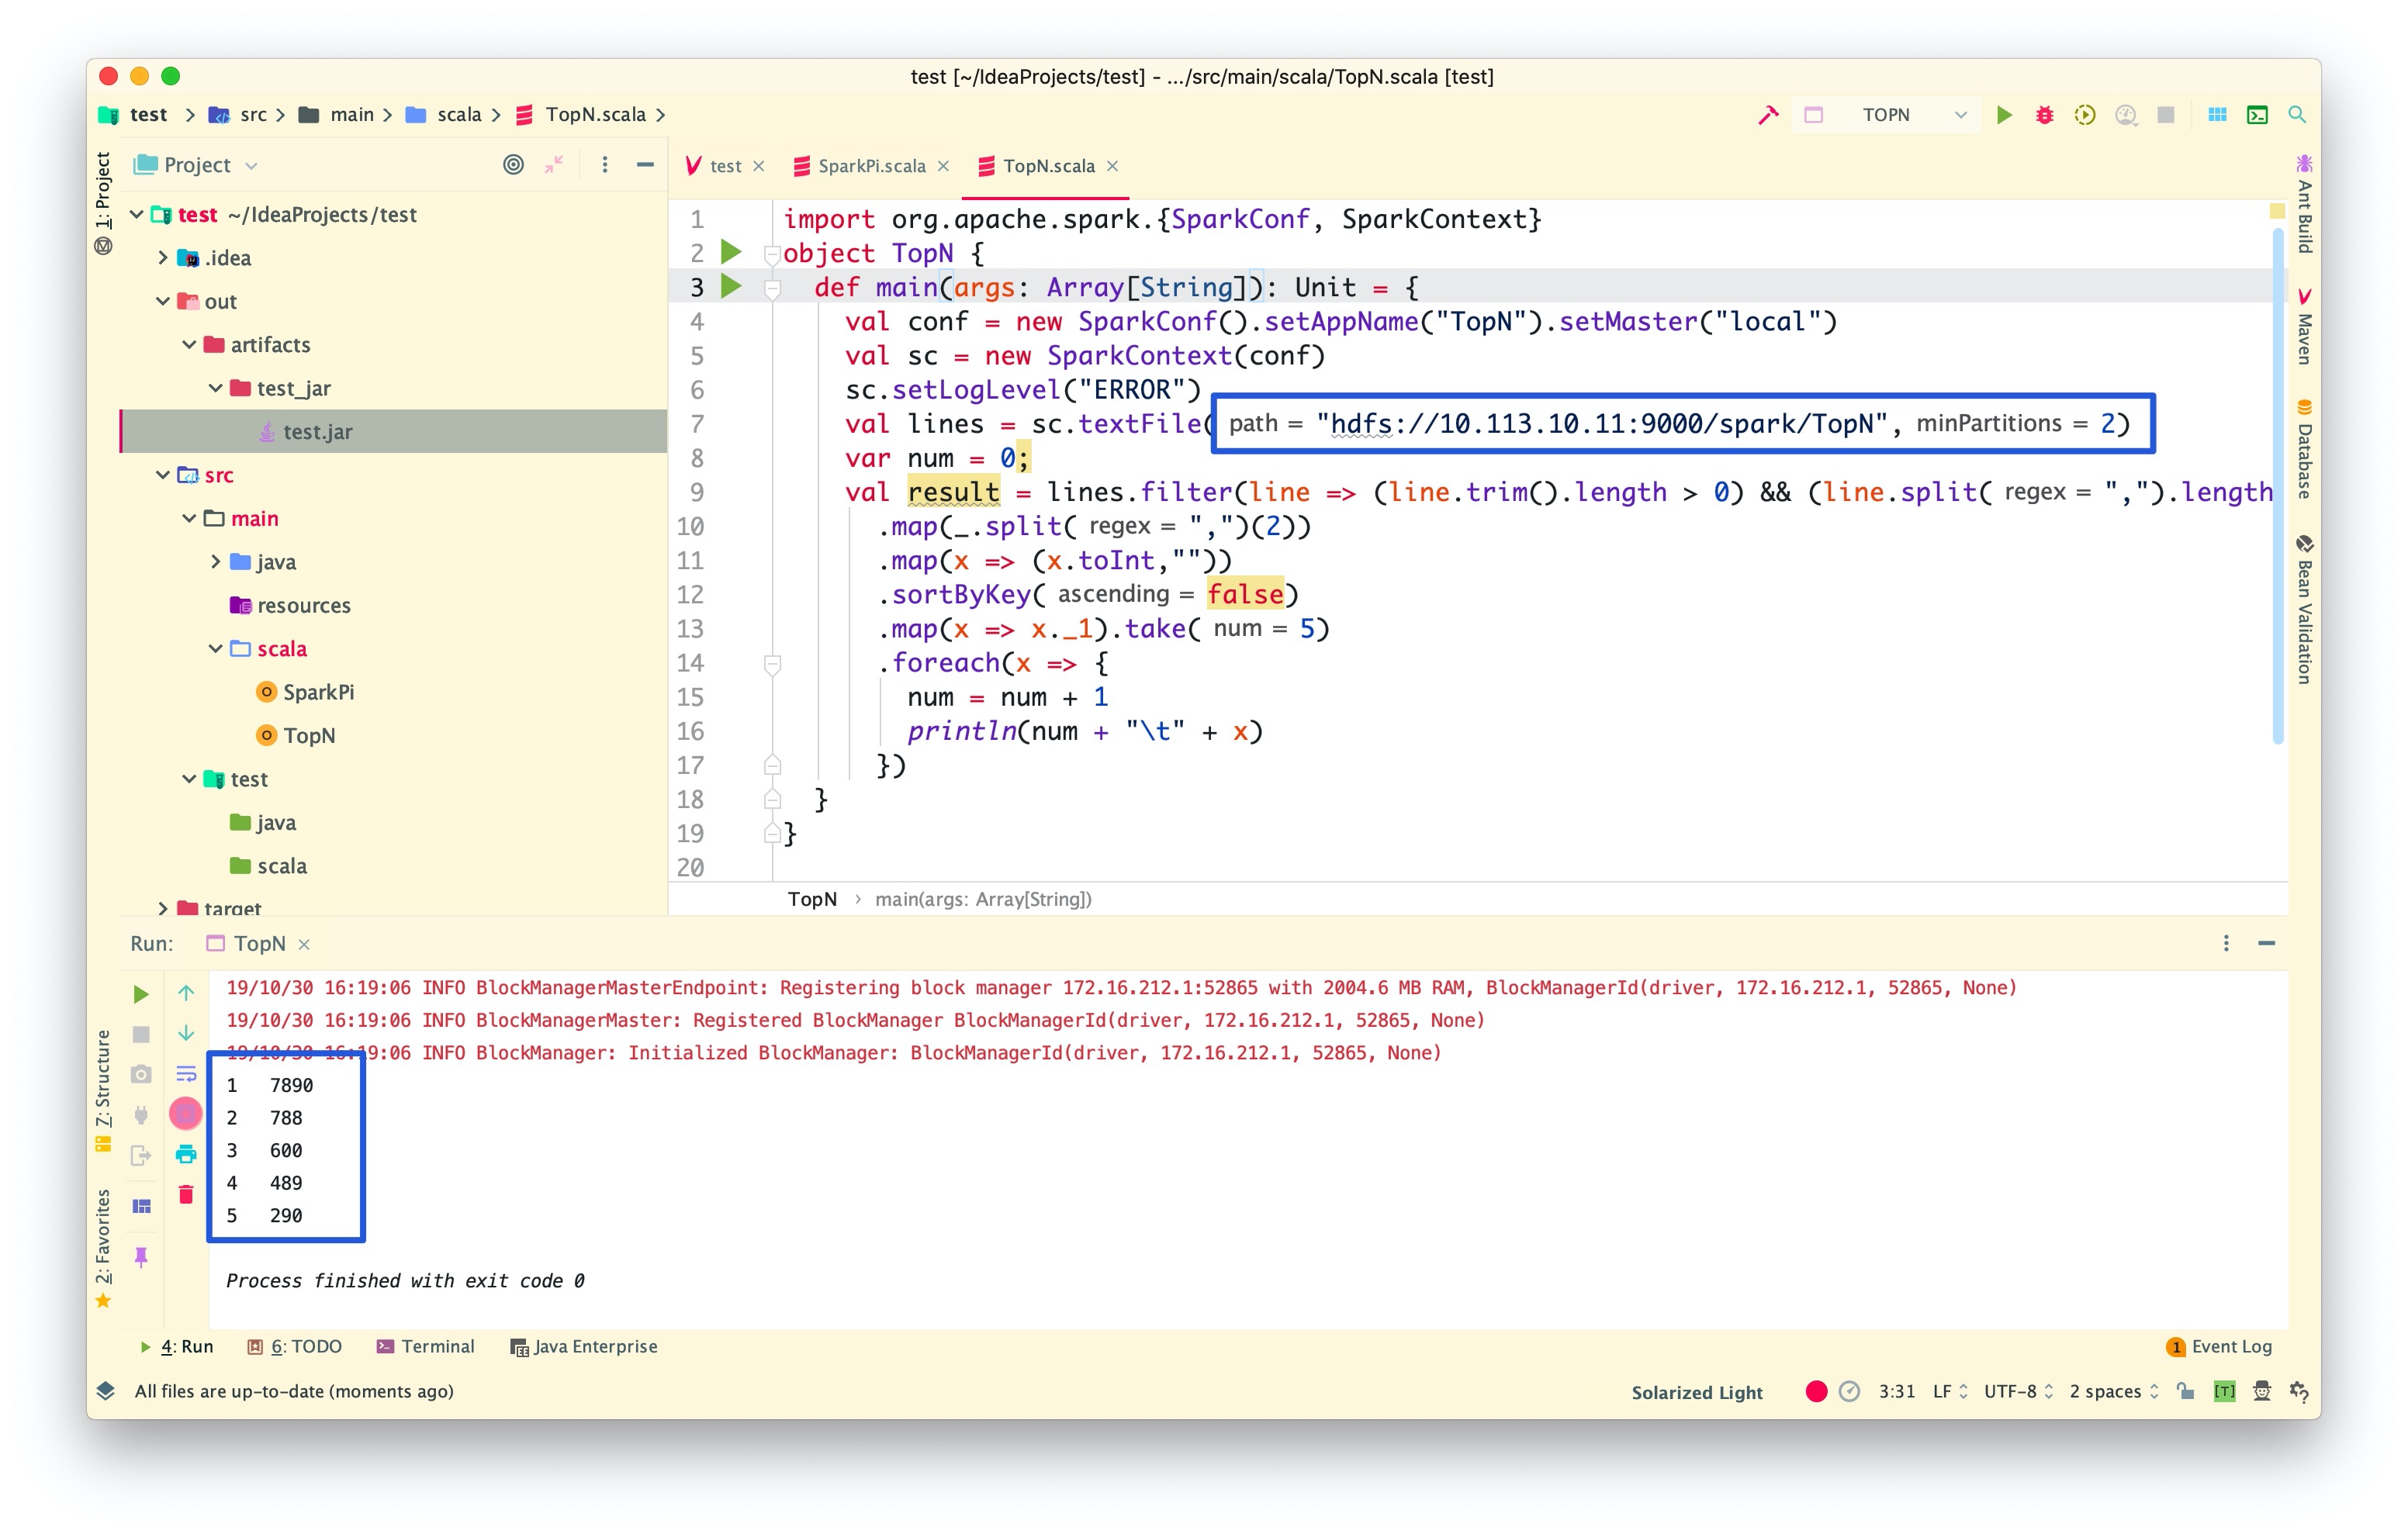 test [~/IdeaProjects/test] - .../src/main/scala/TopN.scala [test]
test > src > main > scala > TopN.scala >
TOPN
1: Project
Project
test ~/IdeaProjects/test
.idea
out
artifacts
test_jar
test.jar
src
main
java
resources
scala
SparkPi
TopN
test
java
scala
target
test
SparkPi.scala
TopN.scala
1 import org.apache.spark.{SparkConf, SparkContext}
2 object TopN {
3 def main(args: Array[String]): Unit = {
4 val conf = new SparkConf().setAppName("TopN").setMaster("local")
5 val sc = new SparkContext(conf)
6 sc.setLogLevel("ERROR")
7 val lines = sc.textFile( path = "hdfs://10.113.10.11:9000/spark/TopN", minPartitions = 2)
8 var num = 0;
9 val result = lines.filter(line => (line.trim().length > 0) && (line.split( regex = ",").length
10 .map(_.split( regex = ",")(2))
11 .map(x => (x.toInt,""))
12 .sortByKey( ascending = false)
13 .map(x => x._1).take( num = 5)
14 .foreach(x => {
15 num = num + 1
16 println(num + "\t" + x)
17 })
18 }
19 }
20
TopN > main(args: Array[String])
Ant Build
Maven
Database
Bean Validation
Run: TopN
19/10/30 16:19:06 INFO BlockManagerMasterEndpoint: Registering block manager 172.16.212.1:52865 with 2004.6 MB RAM, BlockManagerId(driver, 172.16.212.1, 52865, None)
19/10/30 16:19:06 INFO BlockManagerMaster: Registered BlockManager BlockManagerId(driver, 172.16.212.1, 52865, None)
19/10/30 16:19:06 INFO BlockManager: Initialized BlockManager: BlockManagerId(driver, 172.16.212.1, 52865, None)
1 7890
2 788
3 600
4 489
5 290
Process finished with exit code 0
7: Structure
2: Favorites
4: Run
6: TODO
Terminal
Java Enterprise
1 Event Log
All files are up-to-date (moments ago)
Solarized Light
3:31
LF
UTF-8
2 spaces
[T]